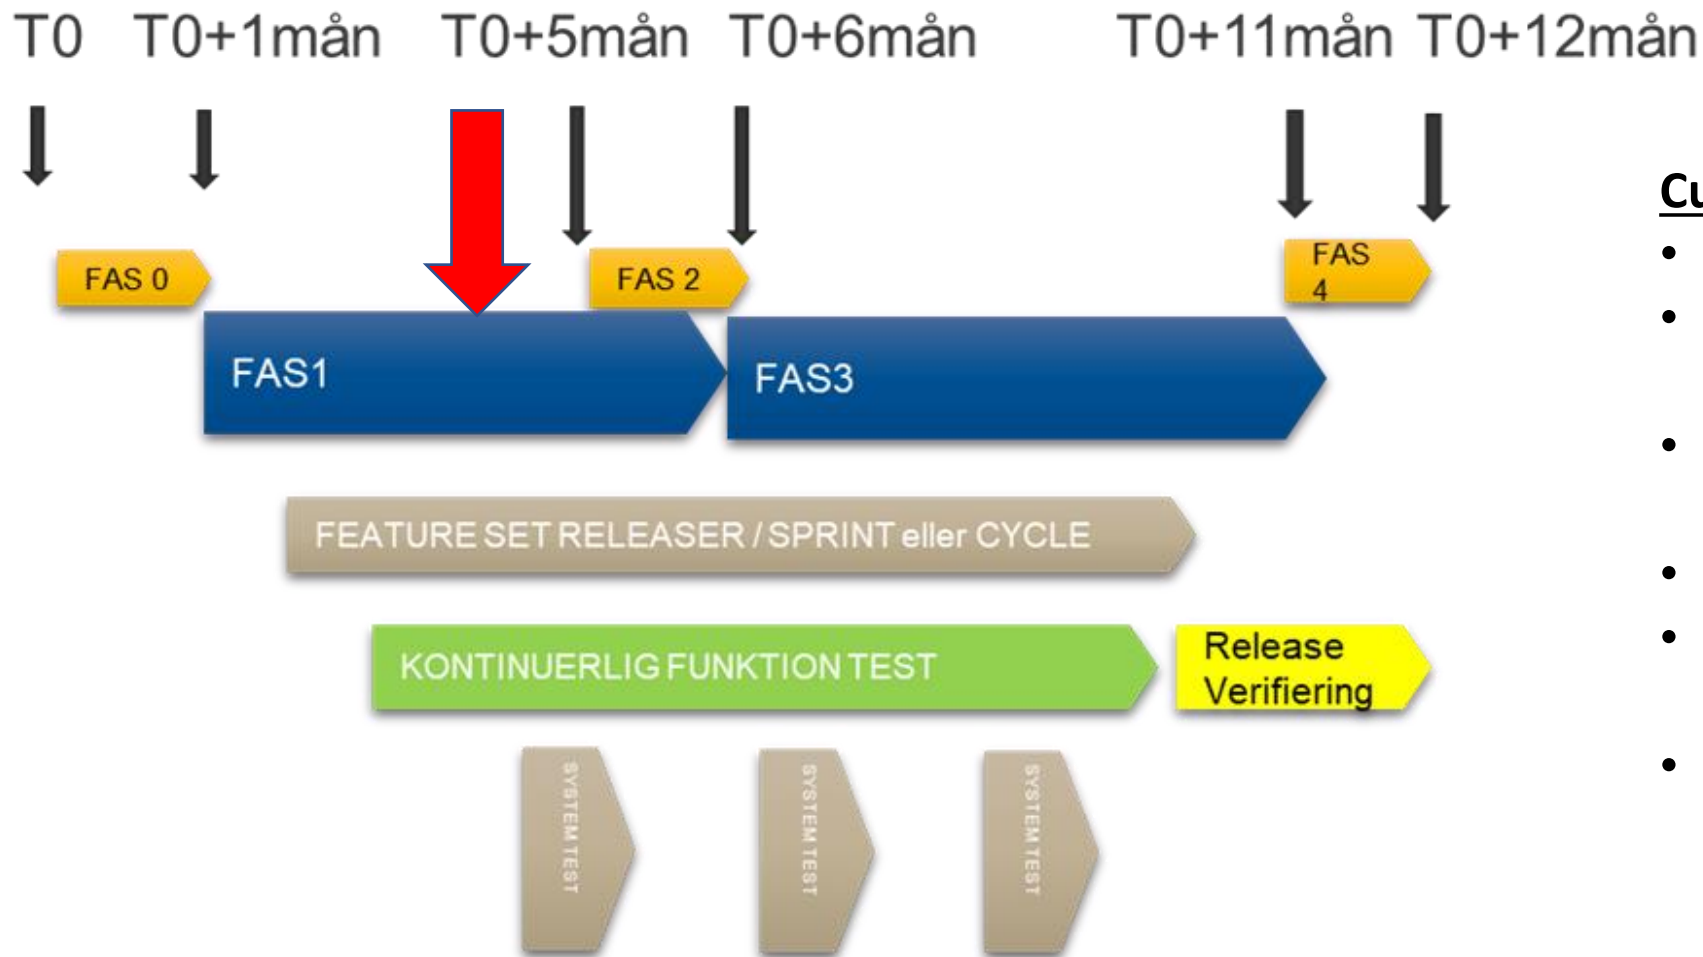 T0 T0+1mån T0+5mån T0+6mån T0+11mån T0+12mån
Cu
FAS 0
FAS 2
FAS
4
FAS1
FAS3
FEATURE SET RELEASER / SPRINT eller CYCLE
KONTINUERLIG FUNKTION TEST
Release
Verifiering
SYSTEM TEST
SYSTEM TEST
SYSTEM TEST